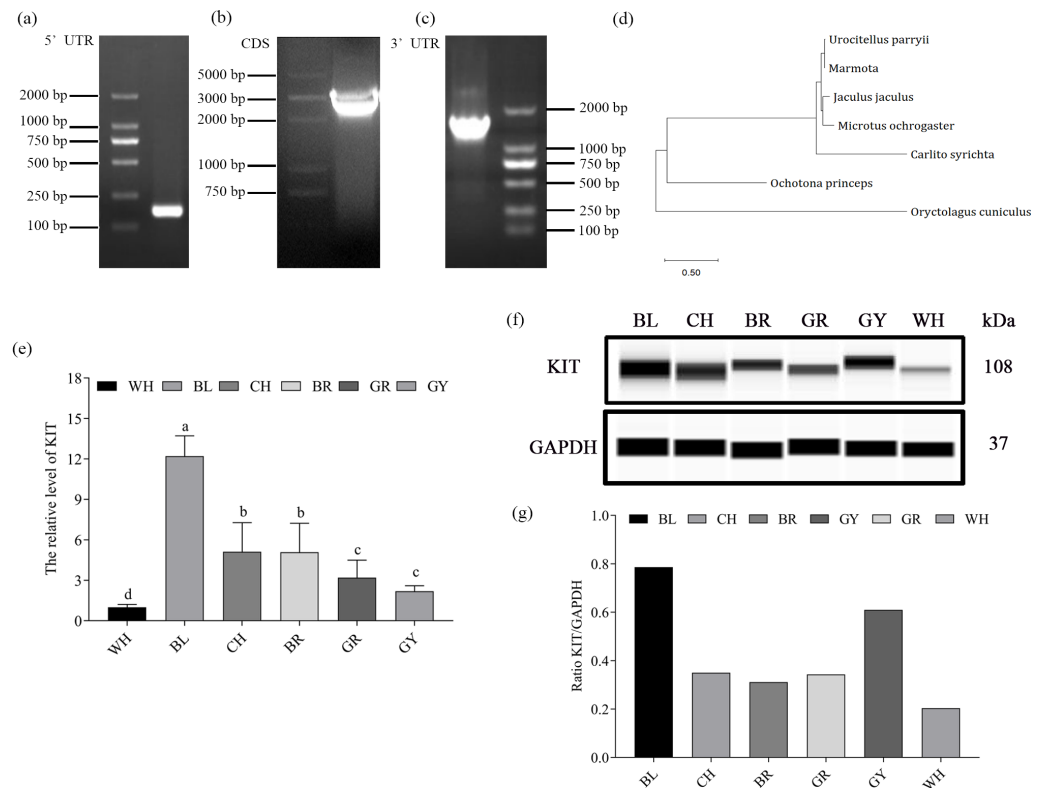 (a)
5’ UTR
2000 bp
1000 bp
750 bp
500 bp
250 bp
100 bp
(b)
CDS
5000 bp
3000 bp
2000 bp
1000 bp
750 bp
(c)
3’ UTR
2000 bp
1000 bp
750 bp
500 bp
250 bp
100 bp
(d)
Urocitellus parryii
Marmota
Jaculus jaculus
Microtus ochrogaster
Carlito syrichta
Ochotona princeps
Oryctolagus cuniculus
0.50
(e)
The relative level of KIT
18
15
12
9
6
3
0
WH BL CH BR GR GY
d a b b c c
WH BL CH BR GR GY
(f)
BL CH BR GR GY WH kDa
KIT 108
GAPDH 37
(g)
Ratio KIT/GAPDH
1.0
0.8
0.6
0.4
0.2
0.0
BL CH BR GY GR WH
BL CH BR GR GY WH